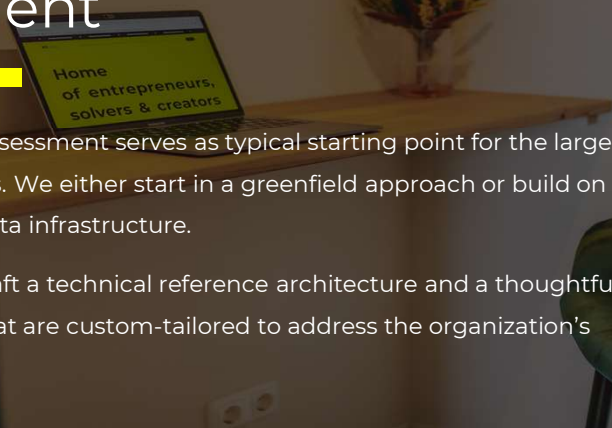 ent
Home
of entrepreneurs,
solvers & creators
sessment serves as typical starting point for the large
s. We either start in a greenfield approach or build on
ta infrastructure.
ft a technical reference architecture and a thoughtfu
at are custom-tailored to address the organization’s